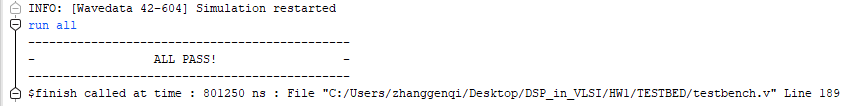 INFO: [Wavedata 42-604] Simulation restarted
run all
----------------------------------------------
-                 ALL PASS!                  -
----------------------------------------------
$finish called at time : 801250 ns : File "C:/Users/zhanggenqi/Desktop/DSP_in_VLSI/HW1/TESTBED/testbench.v" Line 189